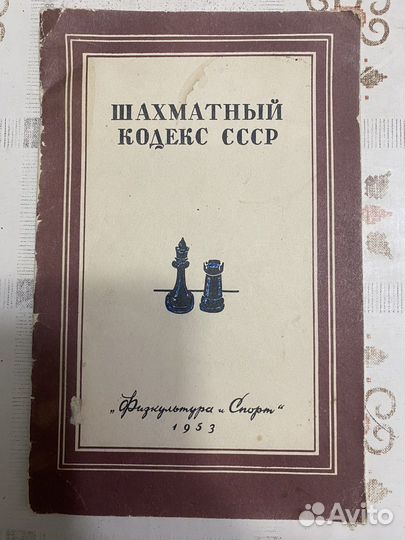 ШАХМАТНЫЙ
КОДЕКС СССР
„Физкультура и Спорт“
1953
Avito